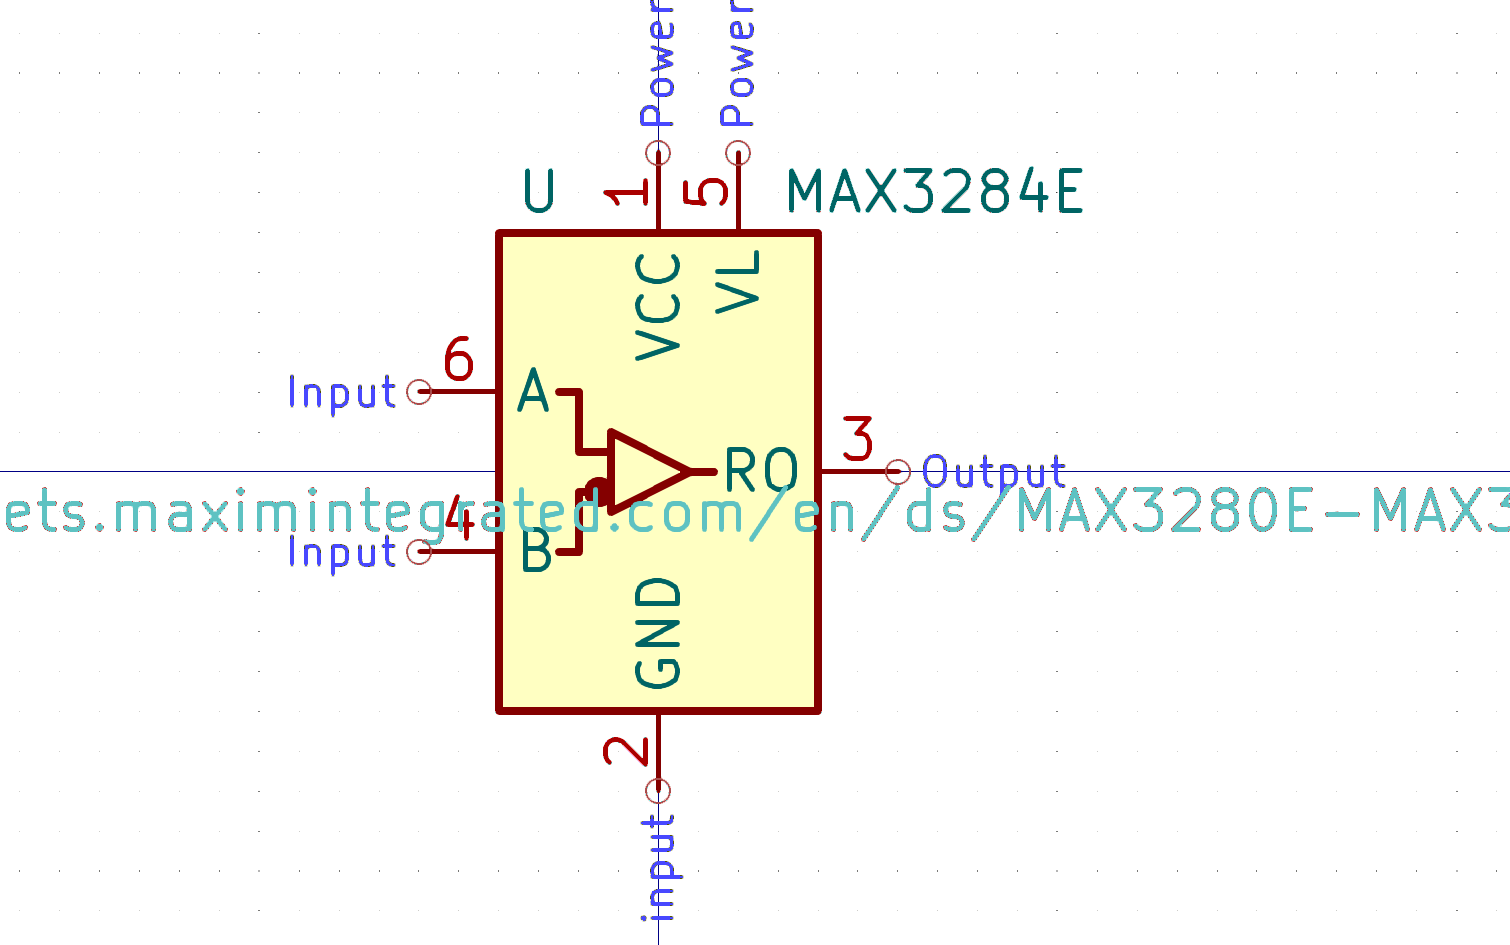 Power
Power
U
1
5
MAX3284E
VCC
VL
6
Input
A
3
RO
Output
ets.maximintegrated.com/en/ds/MAX3280E-MAX3
4
Input
B
GND
2
input